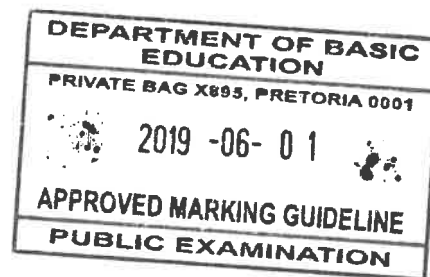 DEPARTMENT OF BASIC
EDUCATION
PRIVATE BAG X895, PRETORIA 0001
2019 -06- 01
APPROVED MARKING GUIDELINE
PUBLIC EXAMINATION